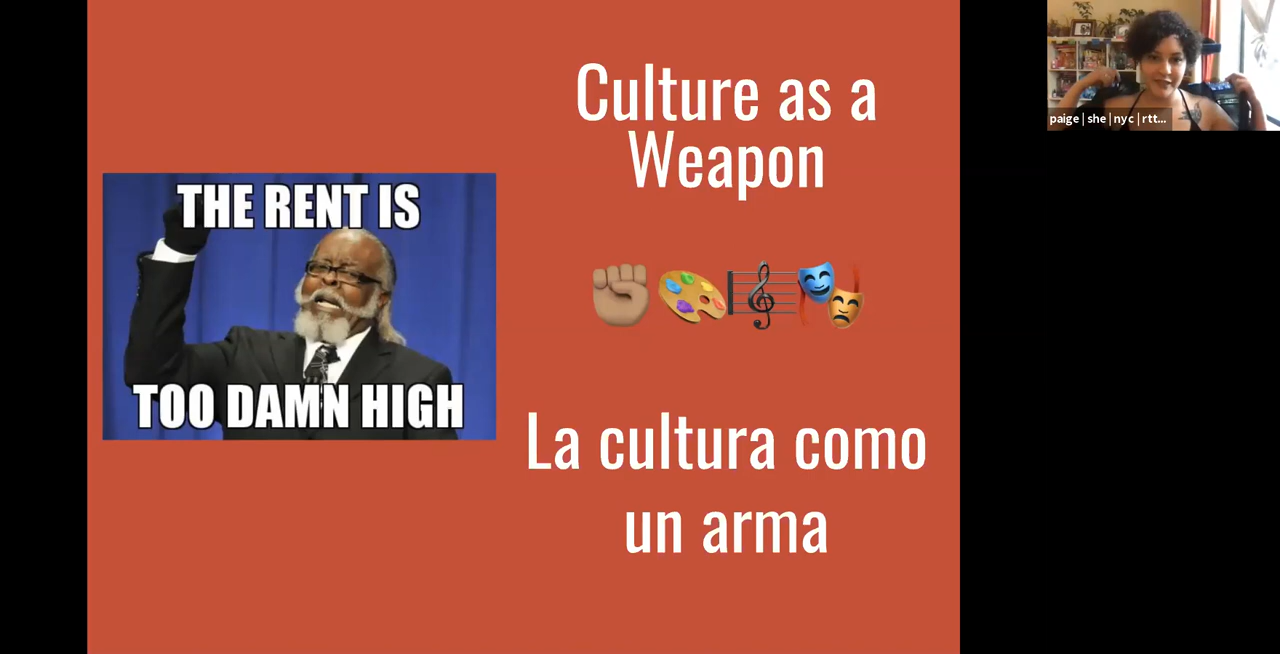 Culture as a
Weapon
THE RENT IS
TOO DAMN HIGH
La cultura como
un arma
paige | she | nyc | rtt...